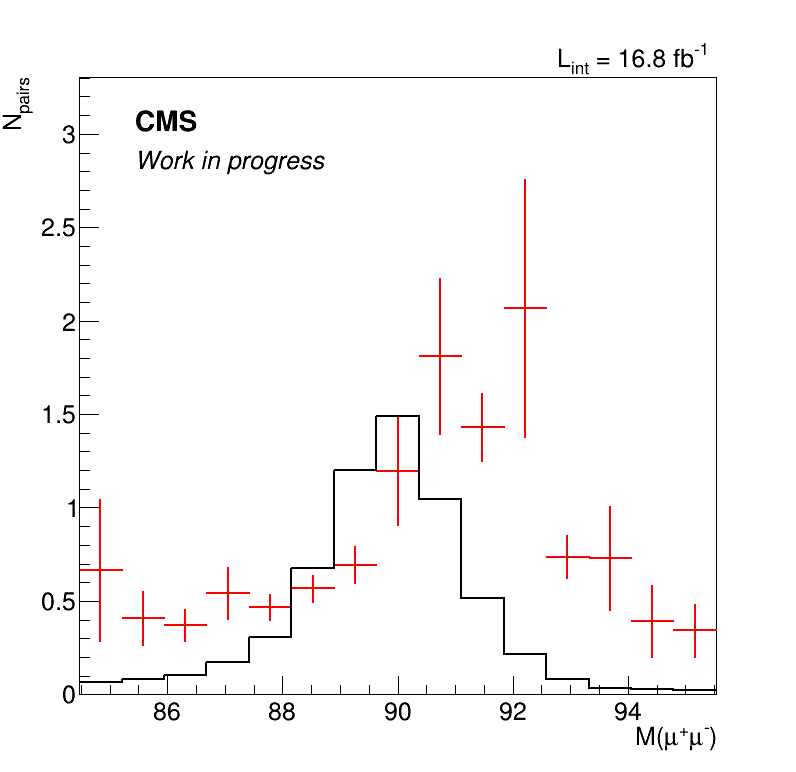 L_int = 16.8 fb^-1
N_pairs
CMS
Work in progress
3
2.5
2
1.5
1
0.5
0
86 88 90 92 94
M(μ⁺μ⁻)